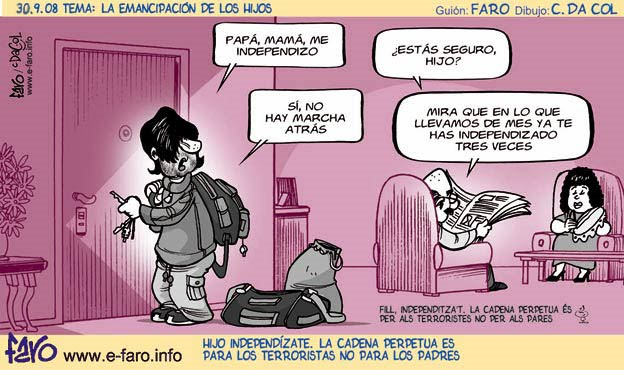 30.9.08 TEMA: LA EMANCIPACIÓN DE LOS HIJOS
Guión: FARO Dibujo: C. DA COL
FARO / C. DaCol
www.e-faro.info
PAPÁ, MAMÁ, ME
INDEPENDIZO
¿ESTÁS SEGURO,
HIJO?
SÍ, NO
HAY MARCHA
ATRÁS
MIRA QUE EN LO QUE
LLEVAMOS DE MES YA TE
HAS INDEPENDIZADO
TRES VECES
FILL, INDEPENDITZA'T. LA CADENA PERPETUA ÉS
PER ALS TERRORISTES NO PER ALS PARES
FARO www.e-faro.info
HIJO INDEPENDÍZATE. LA CADENA PERPETUA ES
PARA LOS TERRORISTAS NO PARA LOS PADRES